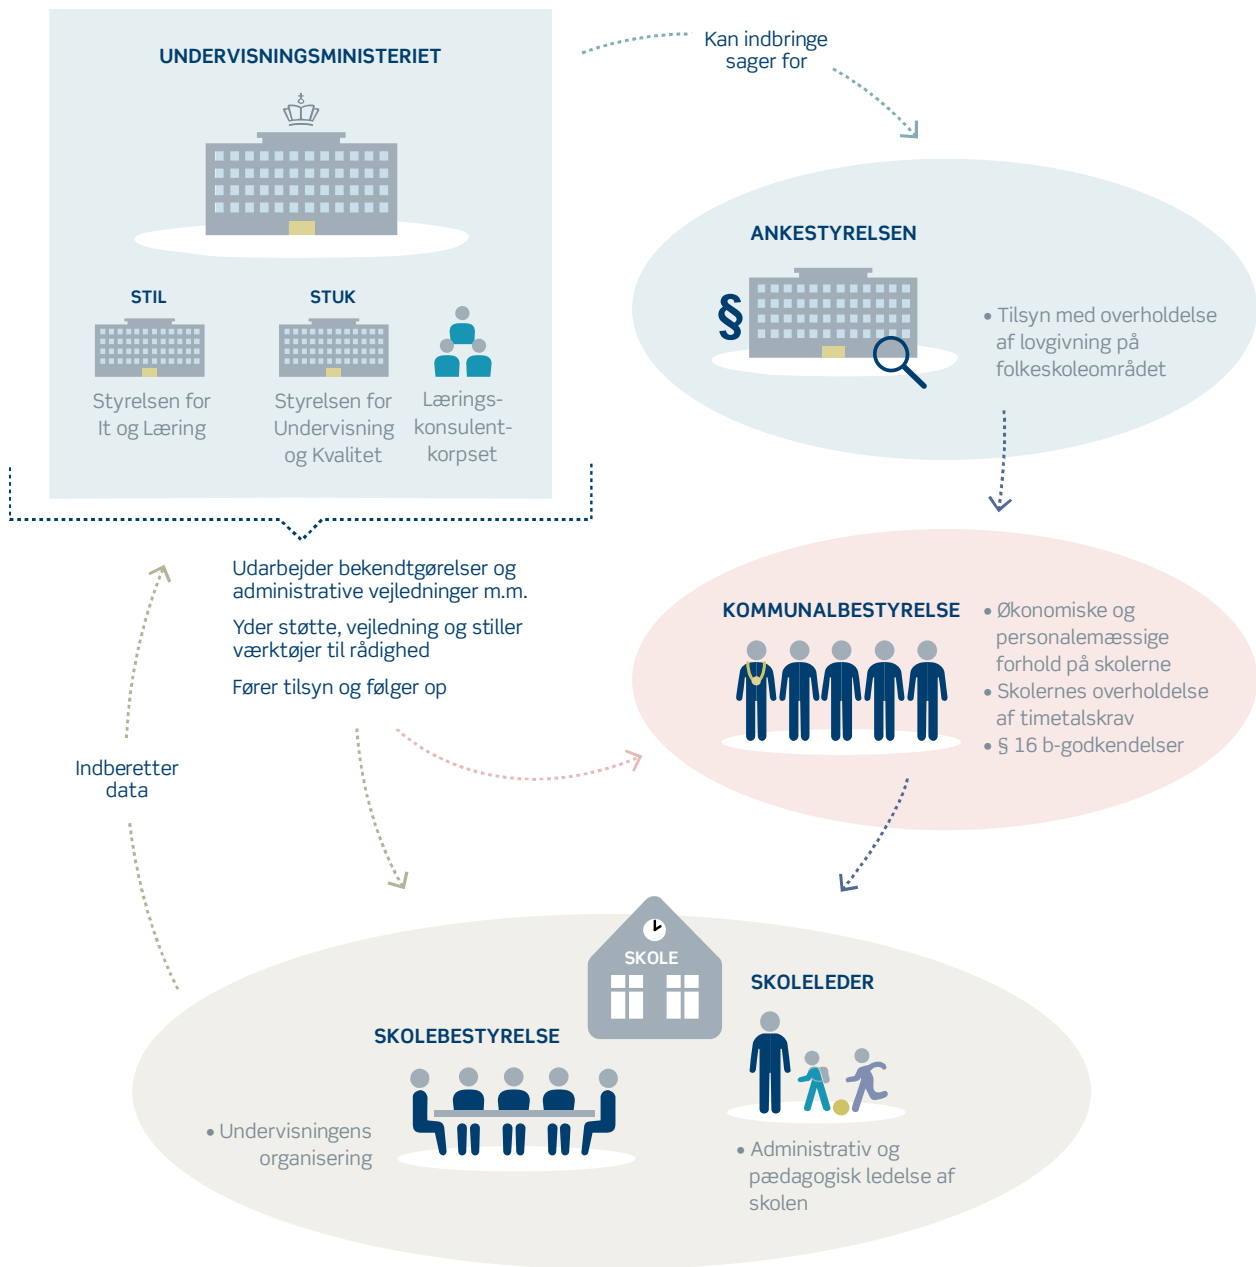 UNDERVISNINGSMINISTERIET
STIL
Styrelsen for
It og Læring
STUK
Styrelsen for
Undervisning
og Kvalitet
Lærings-
konsulent-
korpset
Kan indbringe
sager for
ANKESTYRELSEN
§
• Tilsyn med overholdelse
af lovgivning på
folkeskoleområdet
Udarbejder bekendtgørelser og
administrative vejledninger m.m.
Yder støtte, vejledning og stiller
værktøjer til rådighed
Fører tilsyn og følger op
KOMMUNALBESTYRELSE
• Økonomiske og
personalemæssige
forhold på skolerne
• Skolernes overholdelse
af timetalskrav
• § 16 b-godkendelser
Indberetter
data
SKOLE
SKOLEBESTYRELSE
• Undervisningens
organisering
SKOLELEDER
• Administrativ og
pædagogisk ledelse af
skolen